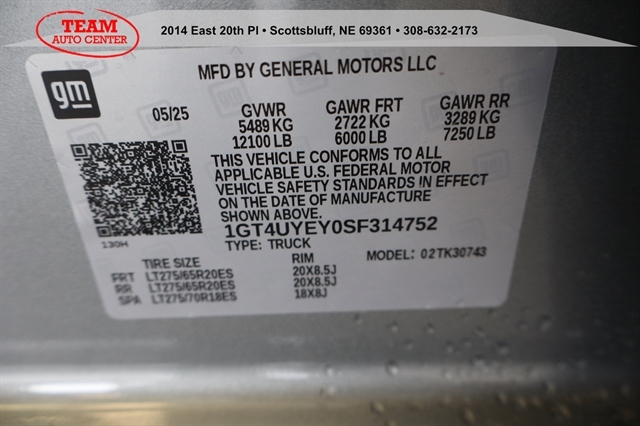 TEAM
AUTO CENTER
2014 East 20th Pl • Scottsbluff, NE 69361 • 308-632-2173
gm
MFD BY GENERAL MOTORS LLC
05/25 GVWR GAWR FRT GAWR RR
5489 KG 2722 KG 3289 KG
12100 LB 6000 LB 7250 LB
THIS VEHICLE CONFORMS TO ALL
APPLICABLE U.S. FEDERAL MOTOR
VEHICLE SAFETY STANDARDS IN EFFECT
ON THE DATE OF MANUFACTURE
SHOWN ABOVE.
1GT4UYEY0SF314752
130H
TYPE: TRUCK MODEL: 02TK30743
TIRE SIZE RIM
FRT LT275/65R20ES 20X8.5J
RR LT275/65R20ES 20X8.5J
SPA LT275/70R18ES 18X8J